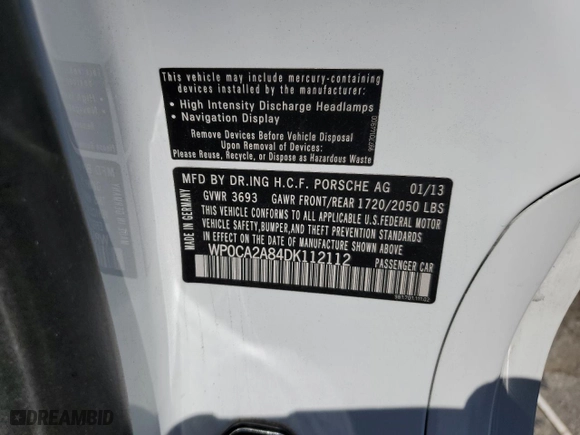 This vehicle may include mercury-containing
devices installed by the manufacturer:
• High Intensity Discharge Headlamps
• Navigation Display
Remove Devices Before Vehicle Disposal
Upon Removal of Devices:
Please Reuse, Recycle, or Dispose as Hazardous Waste
MFD BY DR.ING H.C.F. PORSCHE AG 01/13
GVWR 3693 GAWR FRONT/REAR 1720/2050 LBS
THIS VEHICLE CONFORMS TO ALL APPLICABLE U.S.FEDERAL MOTOR
VEHICLE SAFETY,BUMPER,AND THEFT PREVENTION STANDARDS
IN EFFECT ON THE DATE OF MANUFACTURE SHOWN ABOVE
WP0CA2A84DK112112 PASSENGER CAR
MADE IN GERMANY
DREAMBID